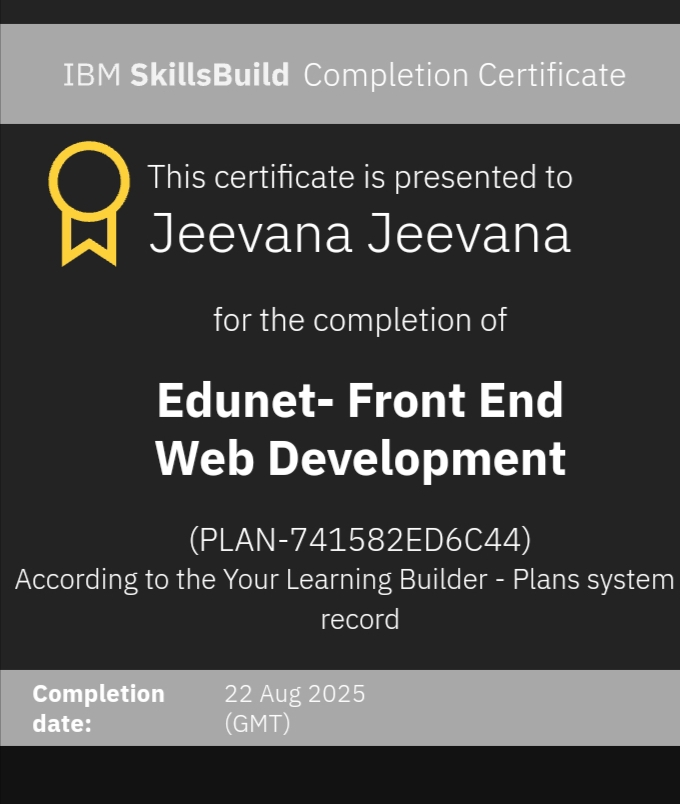 IBM SkillsBuild Completion Certificate
This certificate is presented to
Jeevana Jeevana
for the completion of
Edunet- Front End
Web Development
(PLAN-741582ED6C44)
According to the Your Learning Builder - Plans system
record
Completion
date:
22 Aug 2025
(GMT)